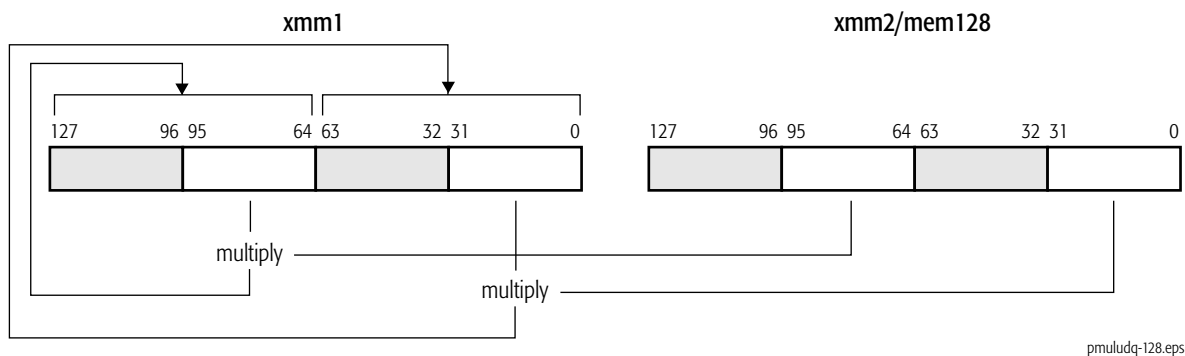 xmm1 xmm2/mem128
127 96 95 64 63 32 31 0 127 96 95 64 63 32 31 0
multiply
multiply
pmuludq-128.eps